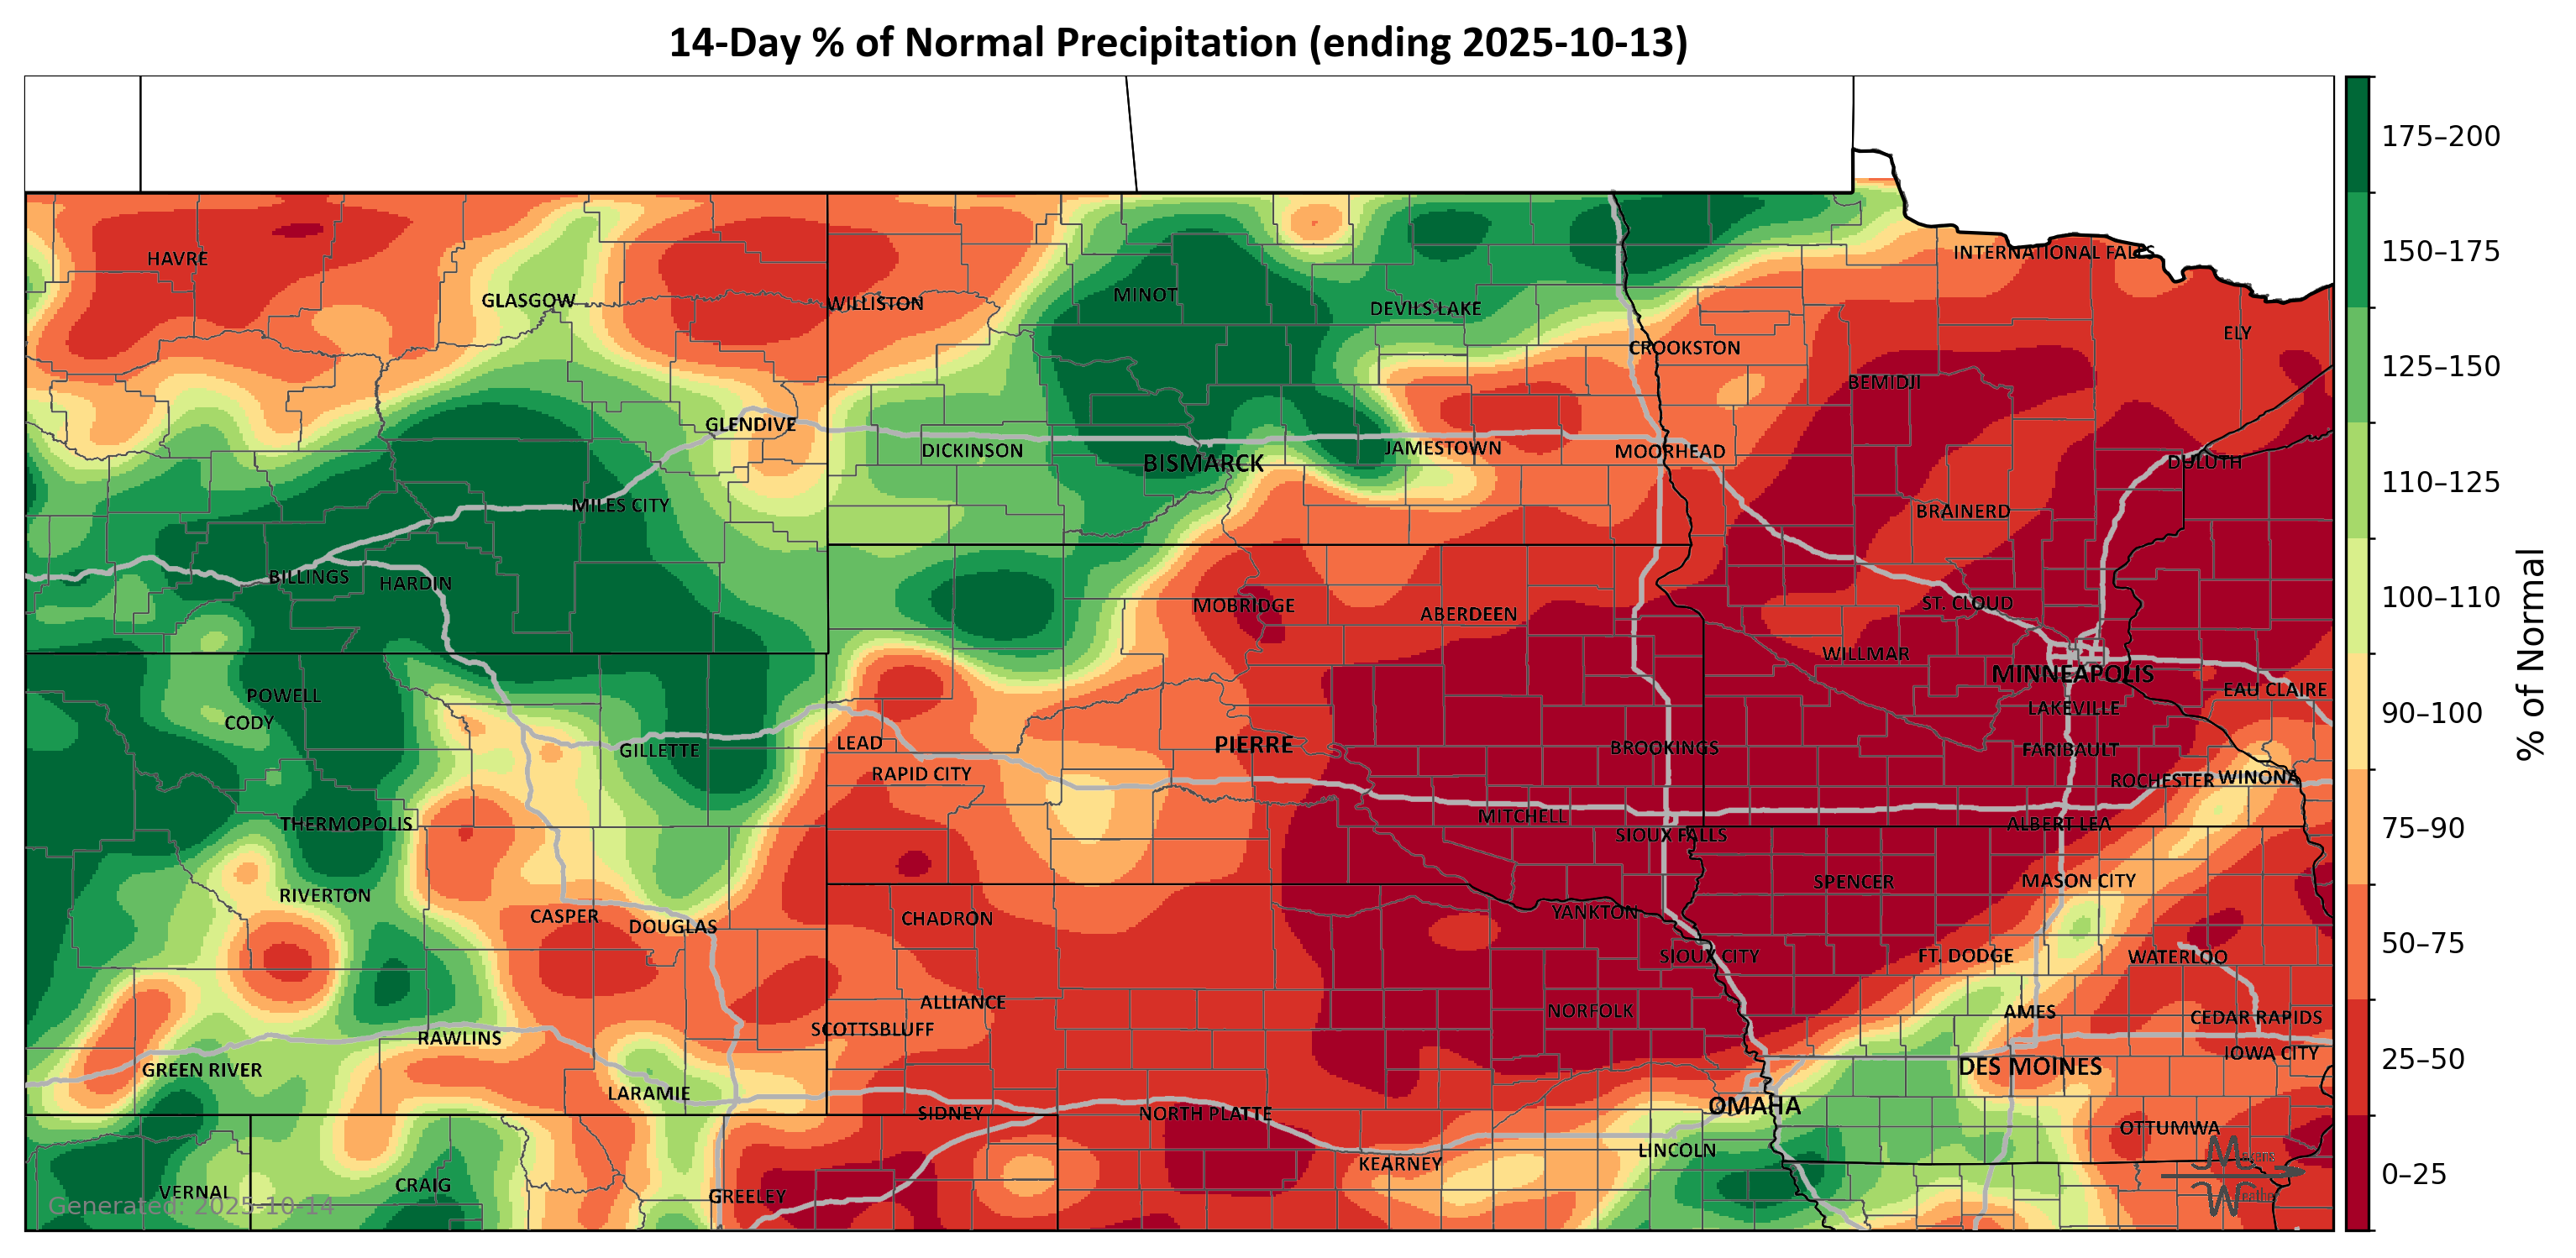 14-Day % of Normal Precipitation (ending 2025-10-13)
175–200
150–175
125–150
110–125
100–110
90–100
75–90
50–75
25–50
0–25
% of Normal
HAVRE
GLASGOW
WILLISTON
MINOT
DEVILS LAKE
INTERNATIONAL FALLS
ELY
CROOKSTON
BEMIDJI
GLENDIVE
DICKINSON
BISMARCK
JAMESTOWN
MOORHEAD
DULUTH
MILES CITY
BRAINERD
BILLINGS
HARDIN
MOBRIDGE
ABERDEEN
ST. CLOUD
WILLMAR
MINNEAPOLIS
POWELL
CODY
EAU CLAIRE
LAKEVILLE
GILLETTE
LEAD
PIERRE
BROOKINGS
FARIBAULT
RAPID CITY
ROCHESTER
WINONA
THERMOPOLIS
MITCHELL
SIOUX FALLS
ALBERT LEA
RIVERTON
SPENCER
MASON CITY
CASPER
DOUGLAS
CHADRON
YANKTON
SIOUX CITY
FT. DODGE
WATERLOO
ALLIANCE
NORFOLK
AMES
CEDAR RAPIDS
SCOTTSBLUFF
RAWLINS
IOWA CITY
GREEN RIVER
DES MOINES
LARAMIE
OMAHA
SIDNEY
NORTH PLATTE
OTTUMWA
LINCOLN
KEARNEY
VERNAL
CRAIG
GREELEY
Generated: 2025-10-14